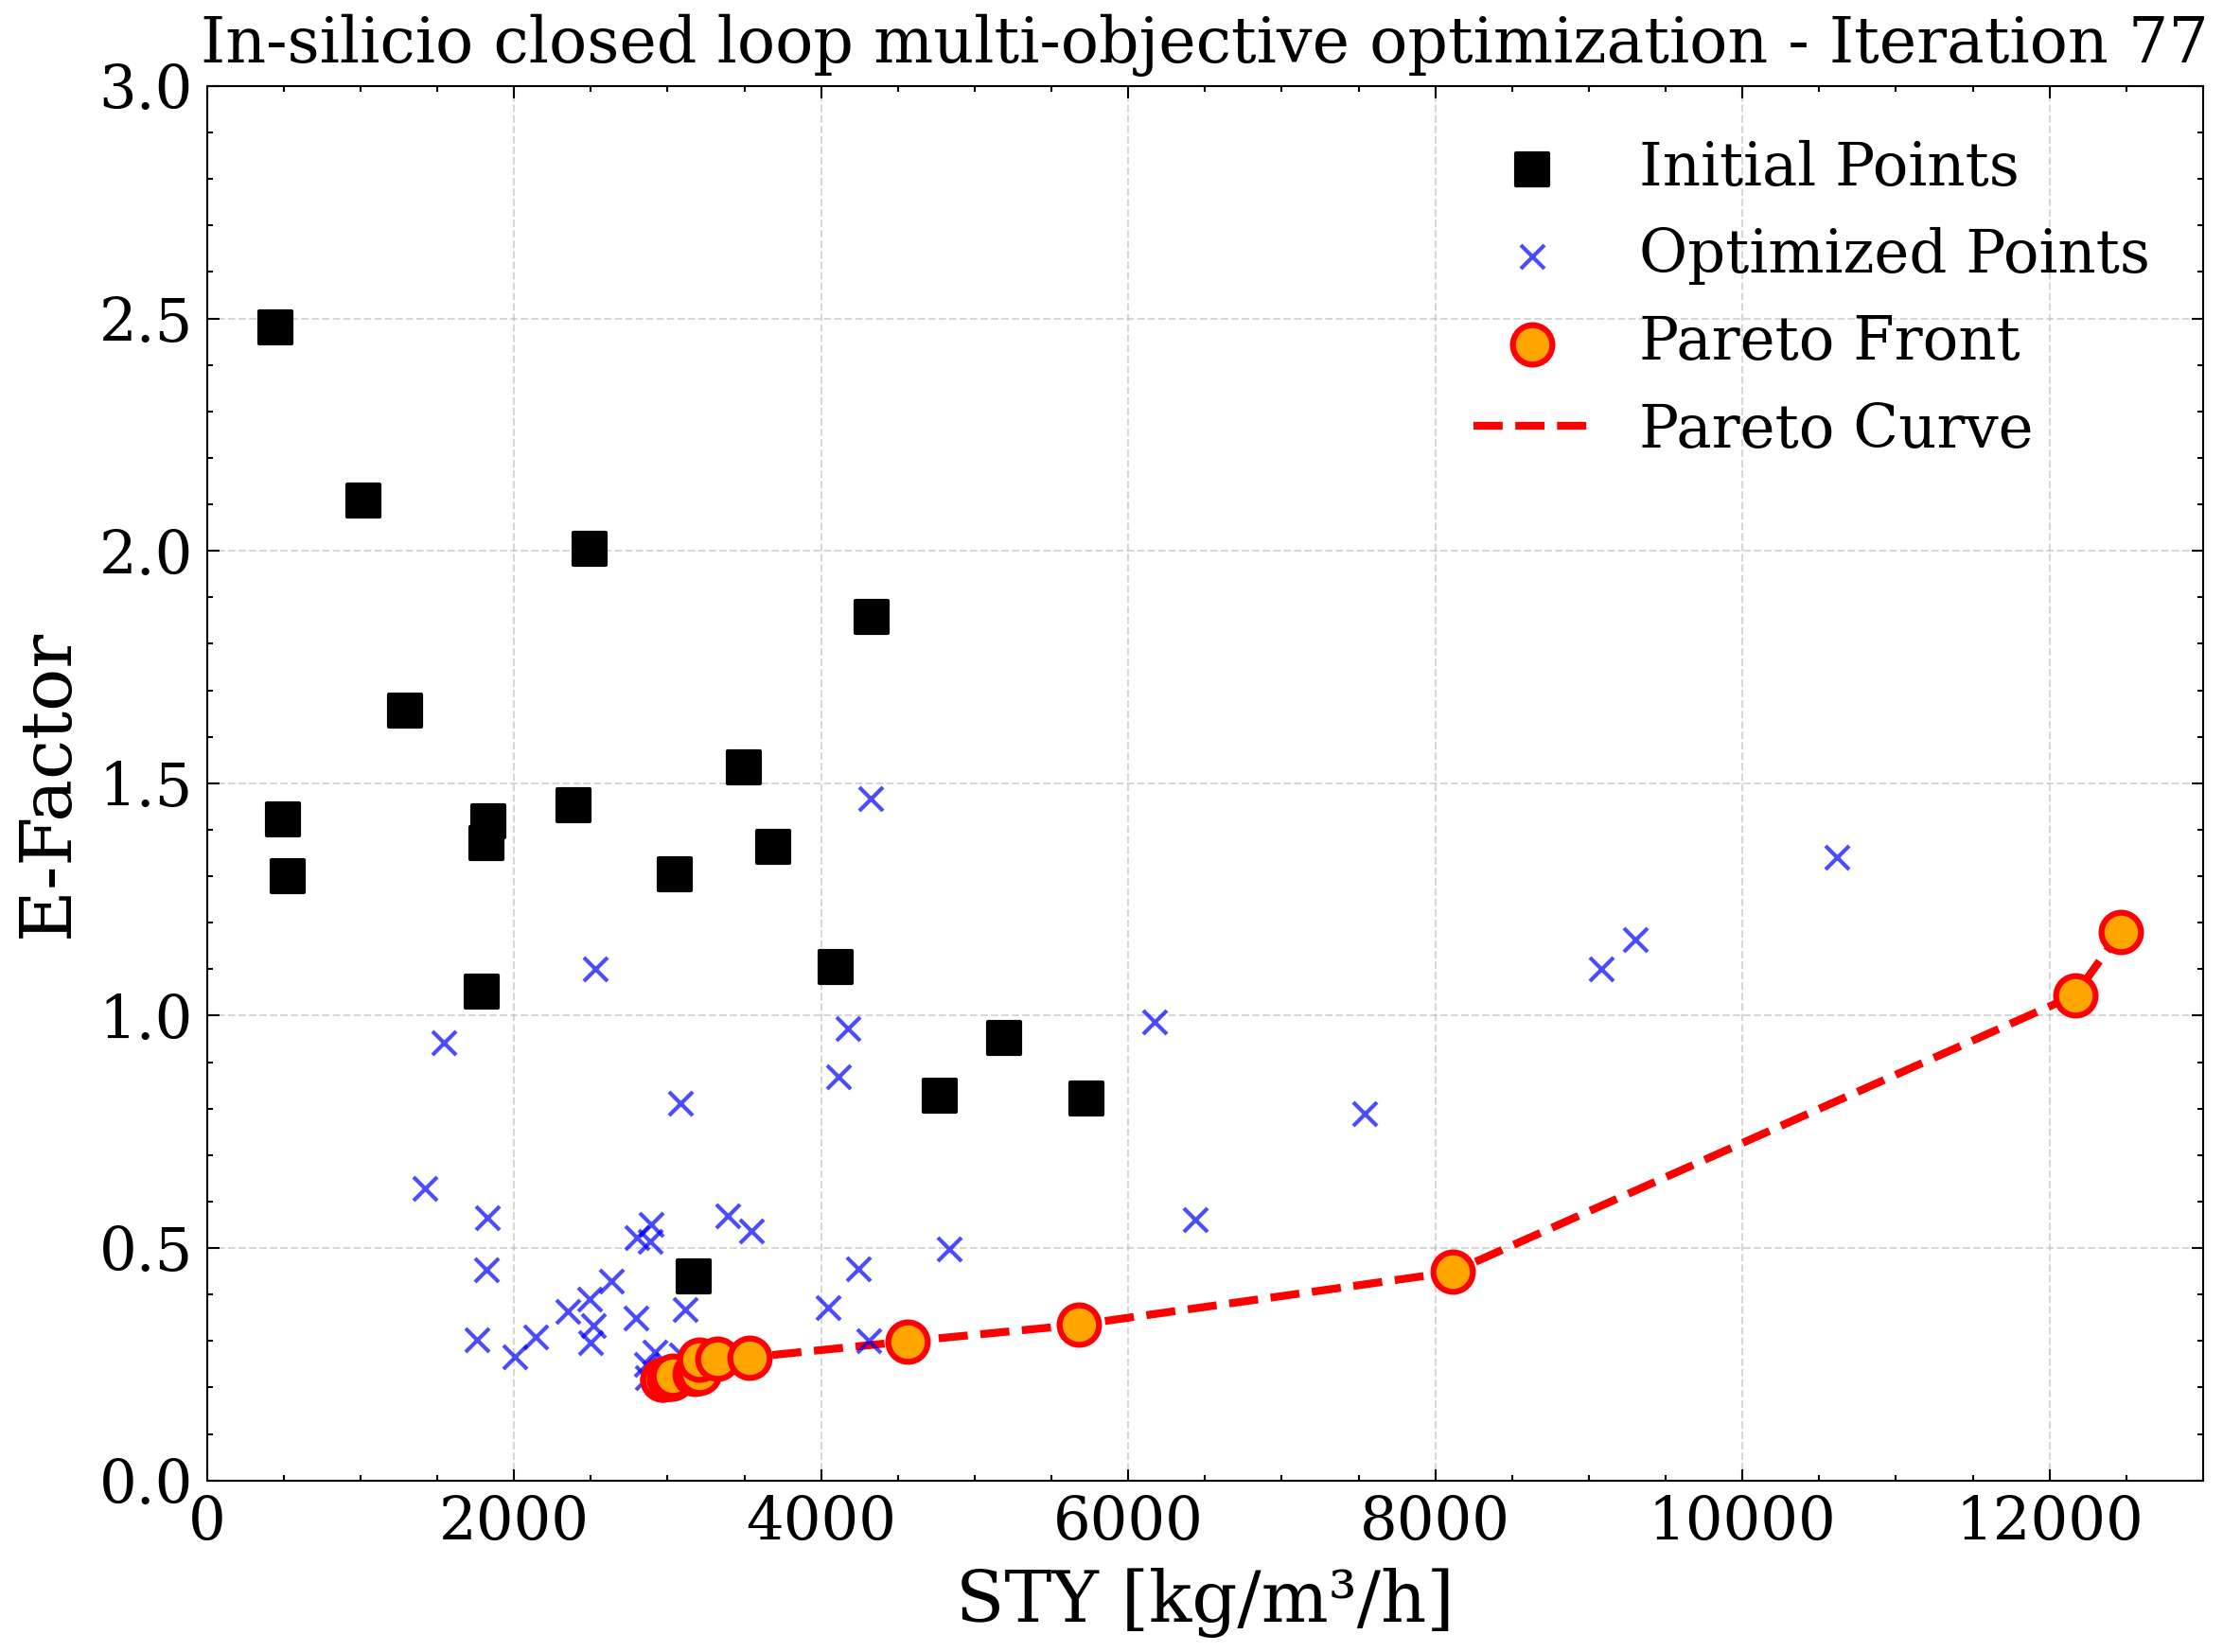 In-silicio closed loop multi-objective optimization - Iteration 77
3.0
2.5
2.0
1.5
1.0
0.5
0.0
E-Factor
Initial Points
Optimized Points
Pareto Front
Pareto Curve
0 2000 4000 6000 8000 10000 12000
STY [kg/m³/h]